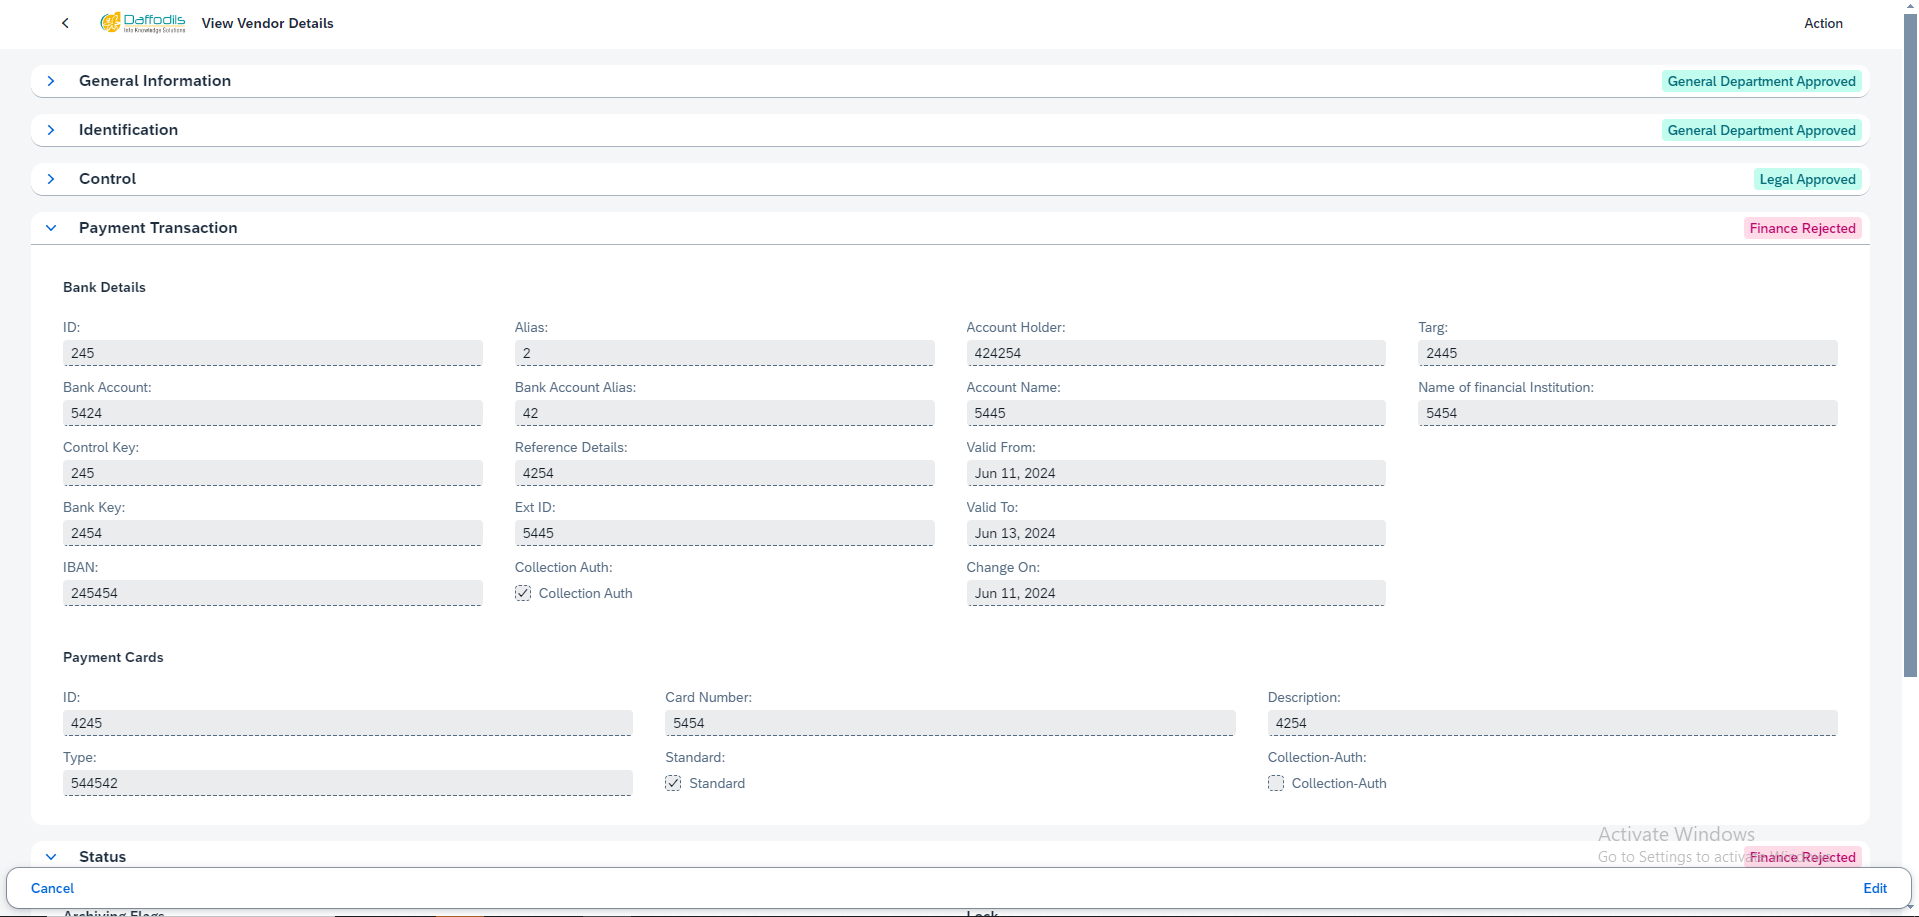 Daffodils
Info Knowledge Solutions
View Vendor Details
Action
General Information
General Department Approved
Identification
General Department Approved
Control
Legal Approved
Payment Transaction
Finance Rejected
Bank Details
ID: Alias: Account Holder: Targ:
245 2 424254 2445
Bank Account: Bank Account Alias: Account Name: Name of financial Institution:
5424 42 5445 5454
Control Key: Reference Details: Valid From:
245 4254 Jun 11, 2024
Bank Key: Ext ID: Valid To:
2454 5445 Jun 13, 2024
IBAN: Collection Auth: Change On:
245454 Collection Auth Jun 11, 2024
Payment Cards
ID: Card Number: Description:
4245 5454 4254
Type: Standard: Collection-Auth:
544542 Standard Collection-Auth
Activate Windows
Status
Go to Settings to activate Windows.
Finance Rejected
Cancel
Edit
Archiving Flags
Lock